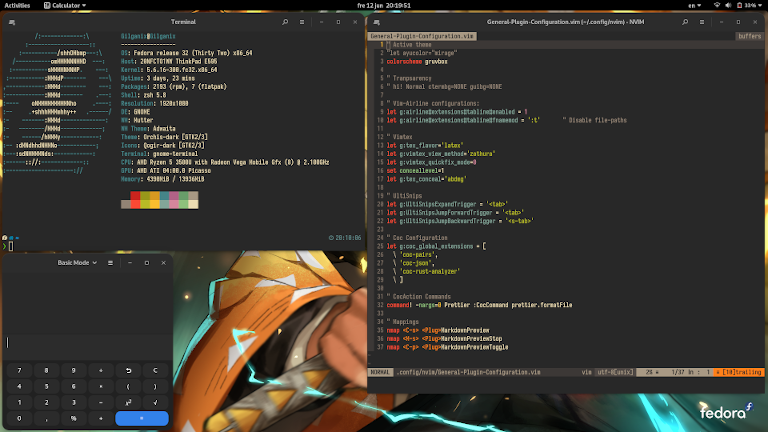 Activities
Calculator
fre 12 jun 20:19:51
en
33%
Terminal
OS: Fedora release 32 (Thirty Two) x86_64
Host: 20NFCTO1WW ThinkPad E595
Kernel: 5.6.16-300.fc32.x86_64
Uptime: 3 days, 23 mins
Packages: 2193 (rpm), 7 (flatpak)
Shell: zsh 5.8
Resolution: 1920x1080
DE: GNOME
WM: Mutter
WM Theme: Adwaita
Theme: Orchis-dark [GTK2/3]
Icons: Qogir-dark [GTK2/3]
Terminal: gnome-terminal
CPU: AMD Ryzen 5 3500U with Radeon Vega Mobile Gfx (8) @ 2.100GHz
GPU: AMD ATI 04:00.0 Picasso
Memory: 4390MiB / 13936MiB
20:18:06
Basic Mode
7 8 9 ÷ C
4 5 6 × ( )
1 2 3 − x² √
0 . % + =
General-Plugin-Configuration.vim (~/.config/nvim) - NVIM
General-Plugin-Configuration.vim
buffers
1 " Active theme
2 "let ayucolor="mirage"
3 colorscheme gruvbox
4
5 " Tranparency
6 " hi! Normal ctermbg=NONE guibg=NONE
7
8 " Vim-Airline configurations:
9 let g:airline#extensions#tabline#enabled = 1
10 let g:airline#extensions#tabline#fnamemod = ':t' " Disable file-paths
11
12 " Vimtex
13 let g:tex_flavor='latex'
14 let g:vimtex_view_method='zathura'
15 let g:vimtex_quickfix_mode=0
16 set conceallevel=1
17 let g:tex_conceal='abdmg'
18
19 " UltiSnips
20 let g:UltiSnipsExpandTrigger = '<tab>'
21 let g:UltiSnipsJumpForwardTrigger = '<tab>'
22 let g:UltiSnipsJumpBackwardTrigger = '<s-tab>'
23
24 " Coc Configuration
25 let g:coc_global_extensions = [
26 \ 'coc-pairs',
27 \ 'coc-json',
28 \ 'coc-rust-analyzer'
29 \ ]
30
31 " CocAction Commands
32 command! -nargs=0 Prettier :CocCommand prettier.formatFile
33
34 " Mappings
35 nmap <C-s> <Plug>MarkdownPreview
36 nmap <M-s> <Plug>MarkdownPreviewStop
37 nmap <C-p> <Plug>MarkdownPreviewToggle
NORMAL .config/nvim/General-Plugin-Configuration.vim vim utf-8[unix] 1/37 : 1 [10]trailing
fedora